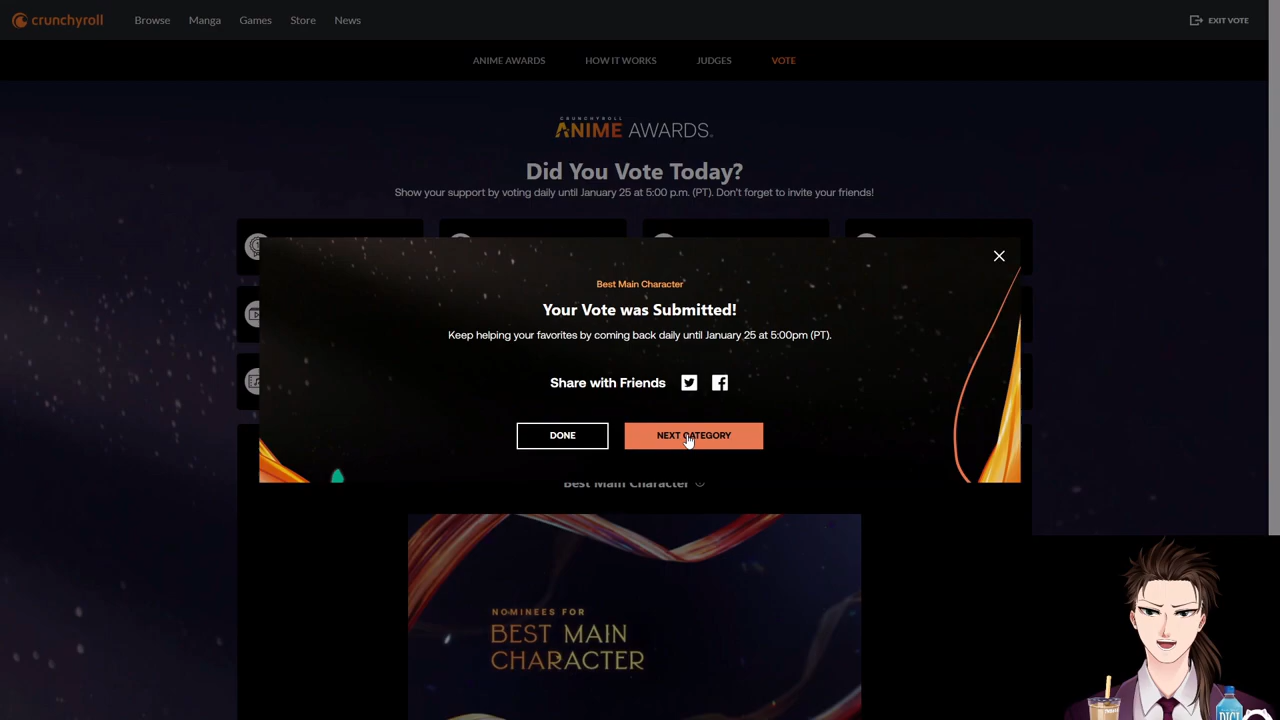 crunchyroll
Browse
Manga
Games
Store
News
EXIT VOTE
ANIME AWARDS
HOW IT WORKS
JUDGES
VOTE
CRUNCHYROLL
ANIME AWARDS
Did You Vote Today?
Show your support by voting daily until January 25 at 5:00 p.m. (PT). Don't forget to invite your friends!
Best Main Character
Your Vote was Submitted!
Keep helping your favorites by coming back daily until January 25 at 5:00pm (PT).
Share with Friends
DONE
NEXT CATEGORY
Best Main Character
NOMINEES FOR
BEST MAIN
CHARACTER